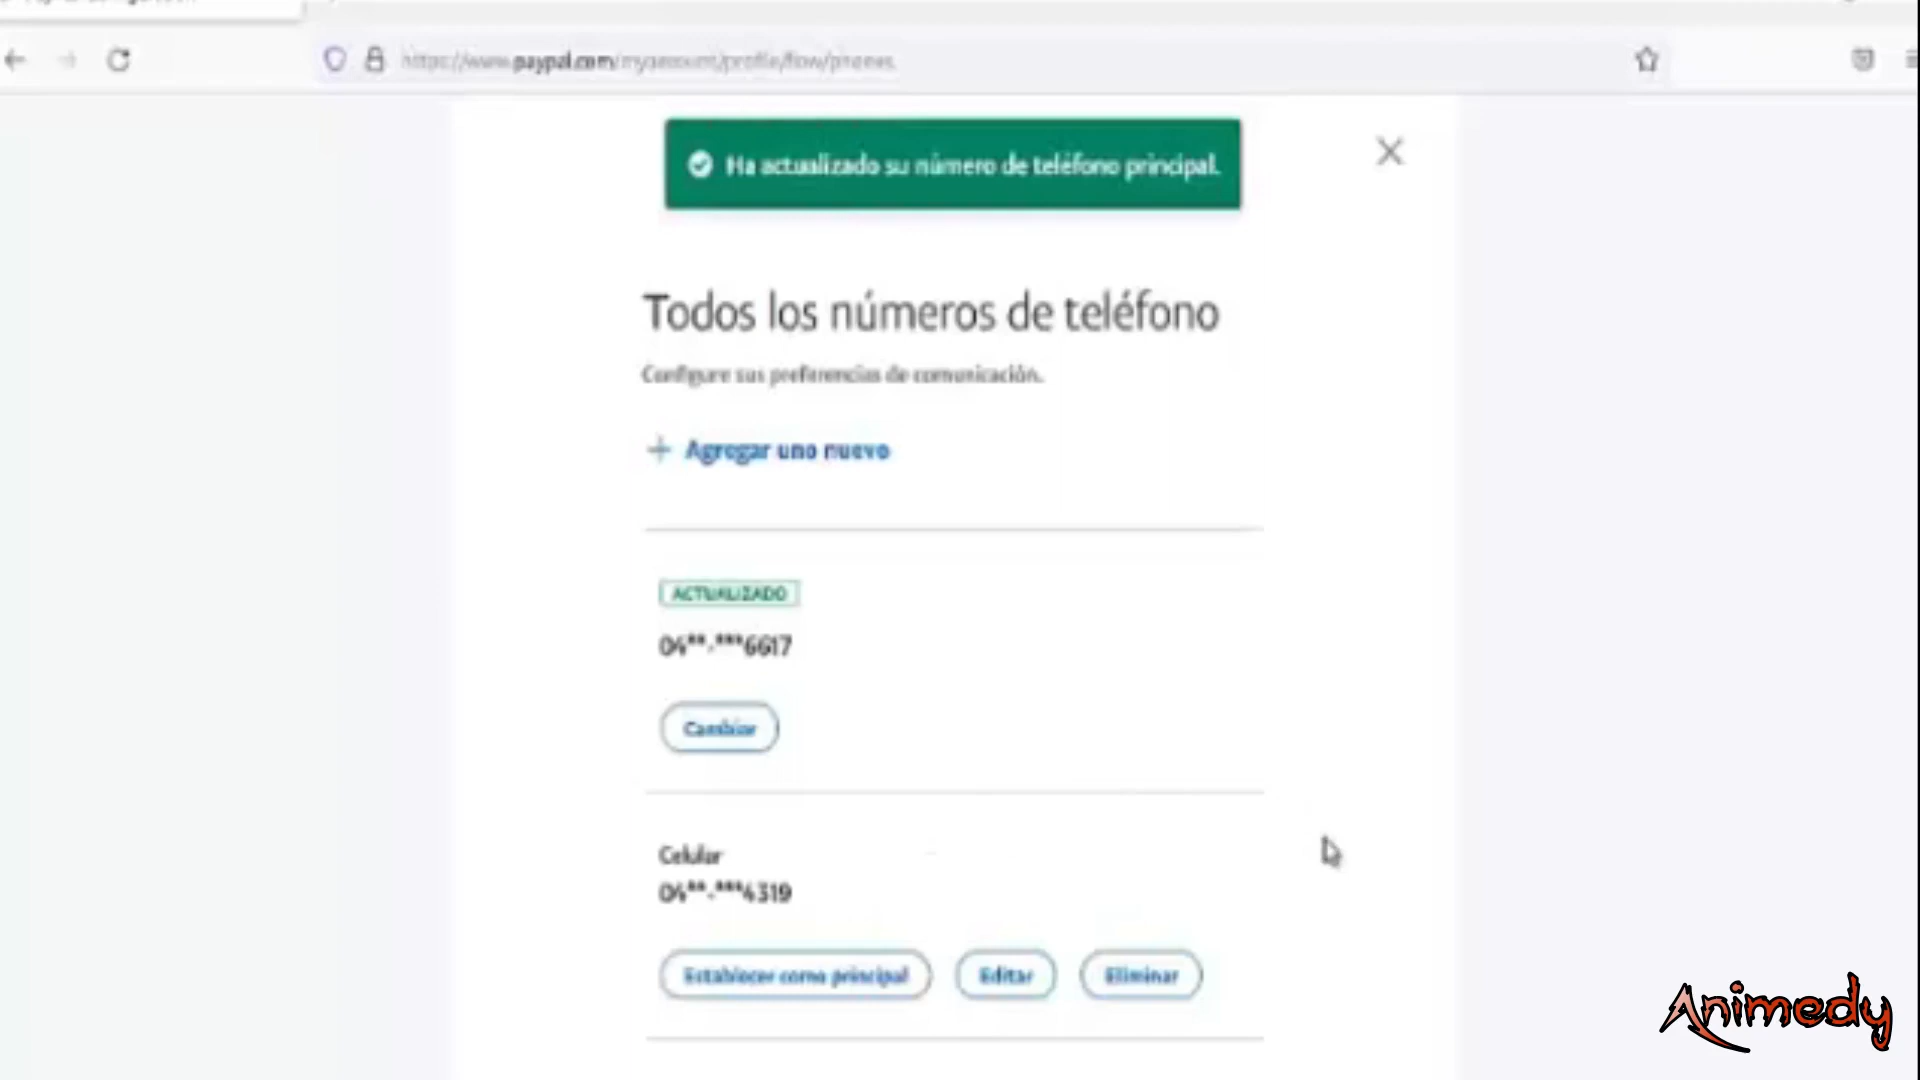 https://www.paypal.com/myaccount/profile/flow/phones
Ha actualizado su número de teléfono principal.
Todos los números de teléfono
Configure sus preferencias de comunicación.
+ Agregar uno nuevo
ACTUALIZADO
04**-***6617
Cambiar
Celular
04**-***4319
Establecer como principal
Editar
Eliminar
Animedy